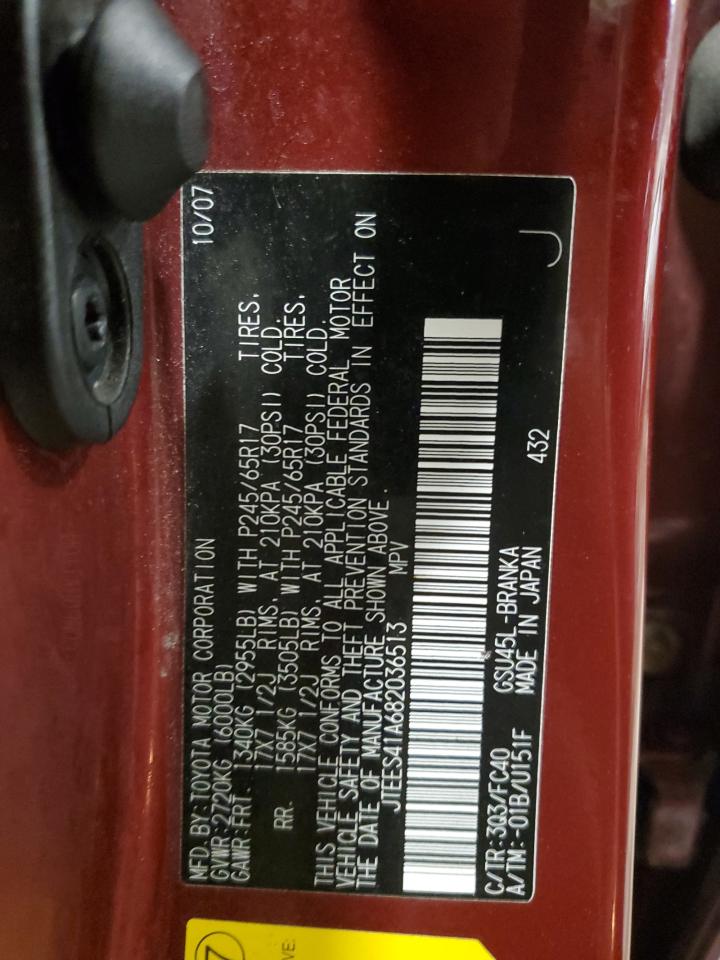 MFD. BY: TOYOTA MOTOR CORPORATION 10/07
GVWR: 2720KG (6000LB)
GAWR: FRT. 1340KG (2955LB) WITH P245/65R17 TIRES,
17X7 1/2J RIMS, AT 210KPA (30PSI) COLD.
RR. 1585KG (3505LB) WITH P245/65R17 TIRES,
17X7 1/2J RIMS, AT 210KPA (30PSI) COLD.
THIS VEHICLE CONFORMS TO ALL APPLICABLE FEDERAL MOTOR
VEHICLE SAFETY AND THEFT PREVENTION STANDARDS IN EFFECT ON
THE DATE OF MANUFACTURE SHOWN ABOVE.
JTEES41A682036513 MPV
C/TR: 3Q3/FC40 GSU45L-BRANKA
A/TM: -01B/U151F MADE IN JAPAN 432
J
7
VE: